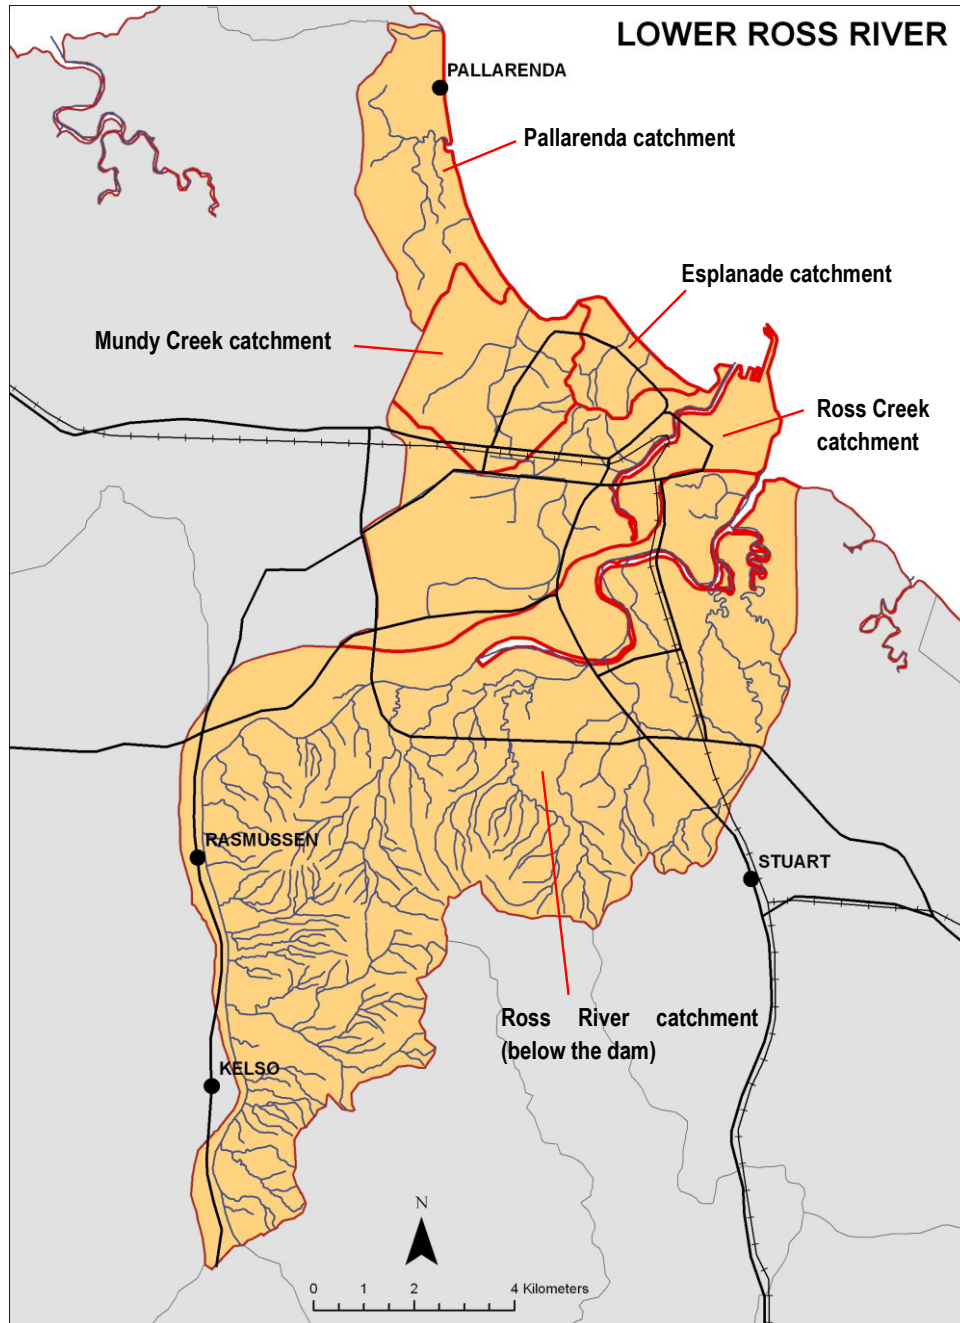 LOWER ROSS RIVER
PALLARENDA
Pallarenda catchment
Esplanade catchment
Mundy Creek catchment
Ross Creek
catchment
RASMUSSEN
STUART
Ross River catchment
(below the dam)
KELSO
N
0 1 2 4 Kilometers